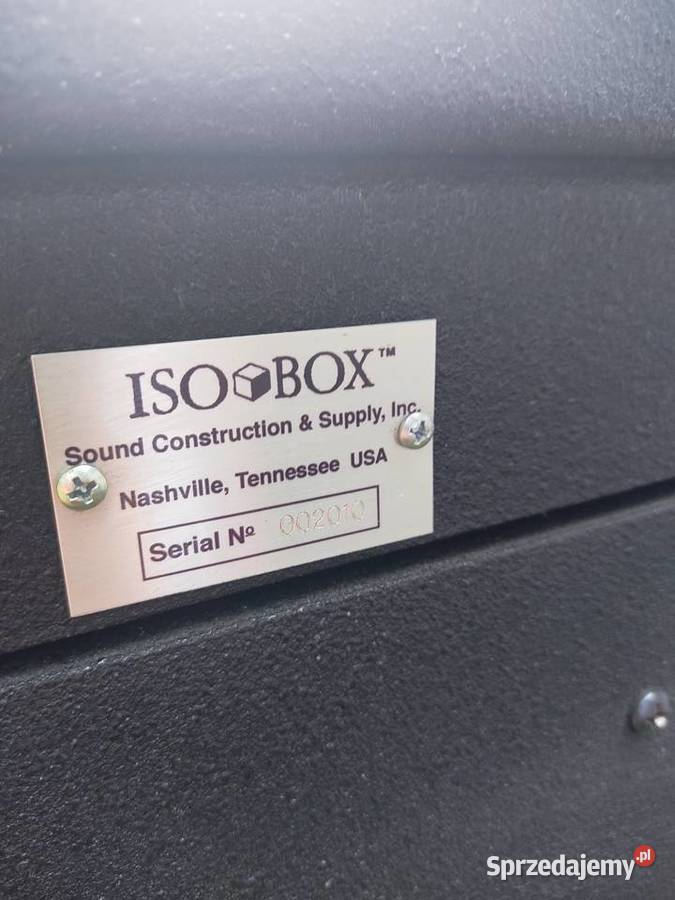 ISO BOX™
Sound Construction & Supply, Inc.
Nashville, Tennessee USA
Serial Nº 002010
Sprzedajemy.pl